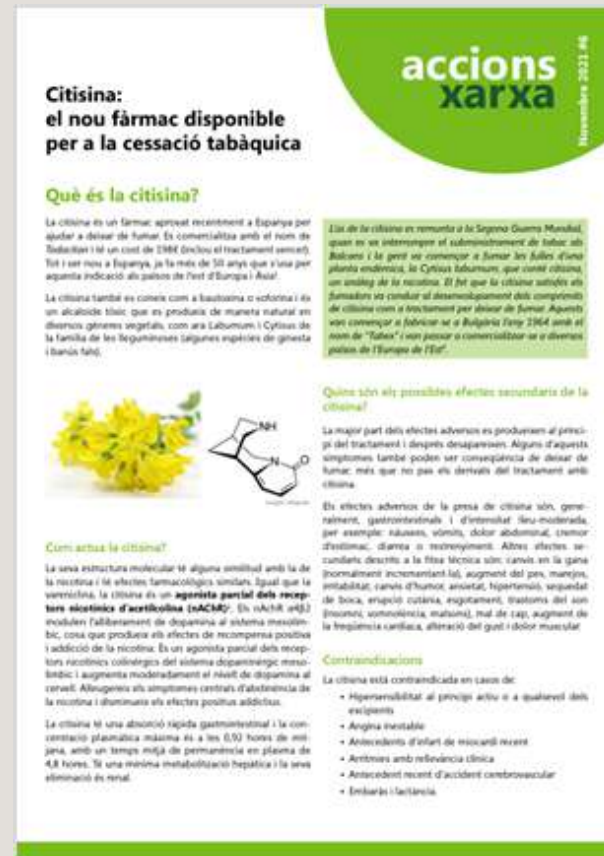 Citisina:
el nou fàrmac disponible
per a la cessació tabàquica
accions
xarxa
Novembre 2021 #6
Què és la citisina?
La citisina és un fàrmac aprovat recentment a Espanya per
ajudar a deixar de fumar. Es comercialitza amb el nom de
Todacitan i té un cost de 198€ (inclou el tractament sencer).
Tot i ser nou a Espanya, ja fa més de 50 anys que s'usa per
aquesta indicació als països de l'est d'Europa i Àsia¹.
La citisina també es coneix com a baptitoxina o soforina i és
un alcaloide tòxic que es produeix de manera natural en
diversos gèneres vegetals, com ara Laburnum i Cytisus de
la família de les lleguminoses (algunes espècies de ginesta
i banús fals).
NH
N
O
Com actua la citisina?
La seva estructura molecular té alguna similitud amb la de
la nicotina i té efectes farmacològics similars. Igual que la
vareniclina, la citisina és un agonista parcial dels recep-
tors nicotínics d'acetilcolina (nAChR)². Els nAchR α4β2
modulen l'alliberament de dopamina al sistema mesolím-
bic, cosa que produeix els efectes de recompensa positiva
i addicció de la nicotina. És un agonista parcial dels recep-
tors nicotínics colinèrgics del sistema dopaminèrgic meso-
límbic i augmenta moderadament el nivell de dopamina al
cervell. Alleugereix els símptomes centrals d'abstinència de
la nicotina i disminueix els efectes positius addictius.
La citisina té una absorció ràpida gastrointestinal i la con-
centració plasmàtica màxima és a les 0,92 hores de mit-
jana, amb un temps mitjà de permanència en plasma de
4,8 hores. Té una mínima metabolització hepàtica i la seva
eliminació és renal.
L'ús de la citisina es remunta a la Segona Guerra Mundial,
quan es va interrompre el subministrament de tabac als
Balcans i la gent va començar a fumar les fulles d'una
planta endèmica, la Cytisus laburnum, que conté citisina,
un anàleg de la nicotina. El fet que la citisina satisfés els
fumadors va conduir al desenvolupament dels comprimits
de citisina com a tractament per deixar de fumar. Aquests
van començar a fabricar-se a Bulgària l'any 1964 amb el
nom de "Tabex" i van passar a comercialitzar-se a diversos
països de l'Europa de l'Est².
Quins són els possibles efectes secundaris de la
citisina?
La major part dels efectes adversos es produeixen al princi-
pi del tractament i després desapareixen. Alguns d'aquests
símptomes també poden ser conseqüència de deixar de
fumar, més que no pas els derivats del tractament amb
citisina.
Els efectes adversos de la presa de citisina són, gene-
ralment, gastrointestinals i d'intensitat lleu-moderada,
per exemple: nàusees, vòmits, dolor abdominal, cremor
d'estómac, diarrea o restrenyiment. Altres efectes se-
cundaris descrits a la fitxa tècnica són: canvis en la gana
(normalment incrementant-la), augment del pes, marejos,
irritabilitat, canvis d'humor, ansietat, hipertensió, sequedat
de boca, erupció cutània, esgotament, trastorns del son
(insomni, somnolència, malsons), mal de cap, augment de
la freqüència cardíaca, alteració del gust i dolor muscular.
Contraindicacions
La citisina està contraindicada en casos de:
• Hipersensibilitat al principi actiu o a qualsevol dels
excipients
• Angina inestable
• Antecedents d'infart de miocardi recent
• Arrítmies amb rellevància clínica
• Antecedent recent d'accident cerebrovascular
• Embaràs i lactància.